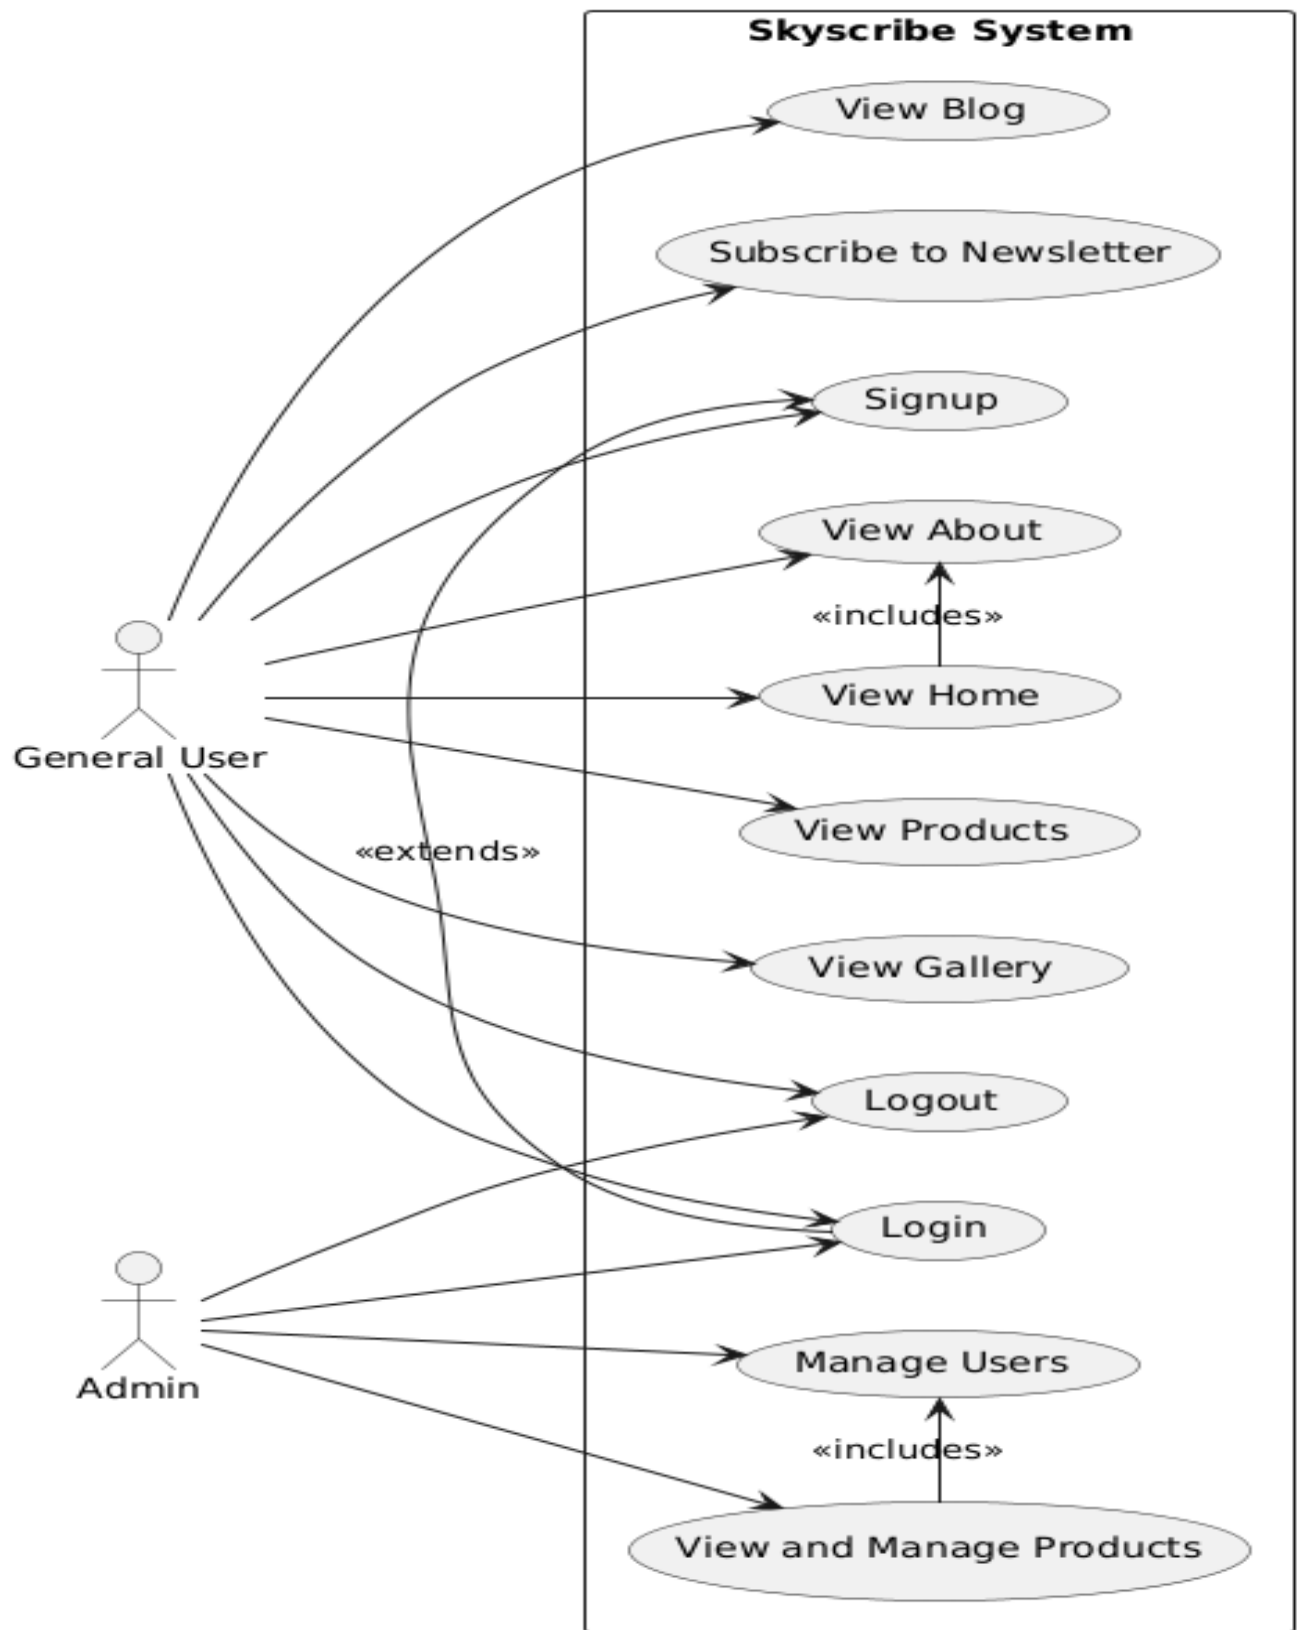 Skyscribe System
View Blog
Subscribe to Newsletter
Signup
View About
«includes»
View Home
General User
View Products
«extends»
View Gallery
Logout
Login
Manage Users
Admin
«includes»
View and Manage Products